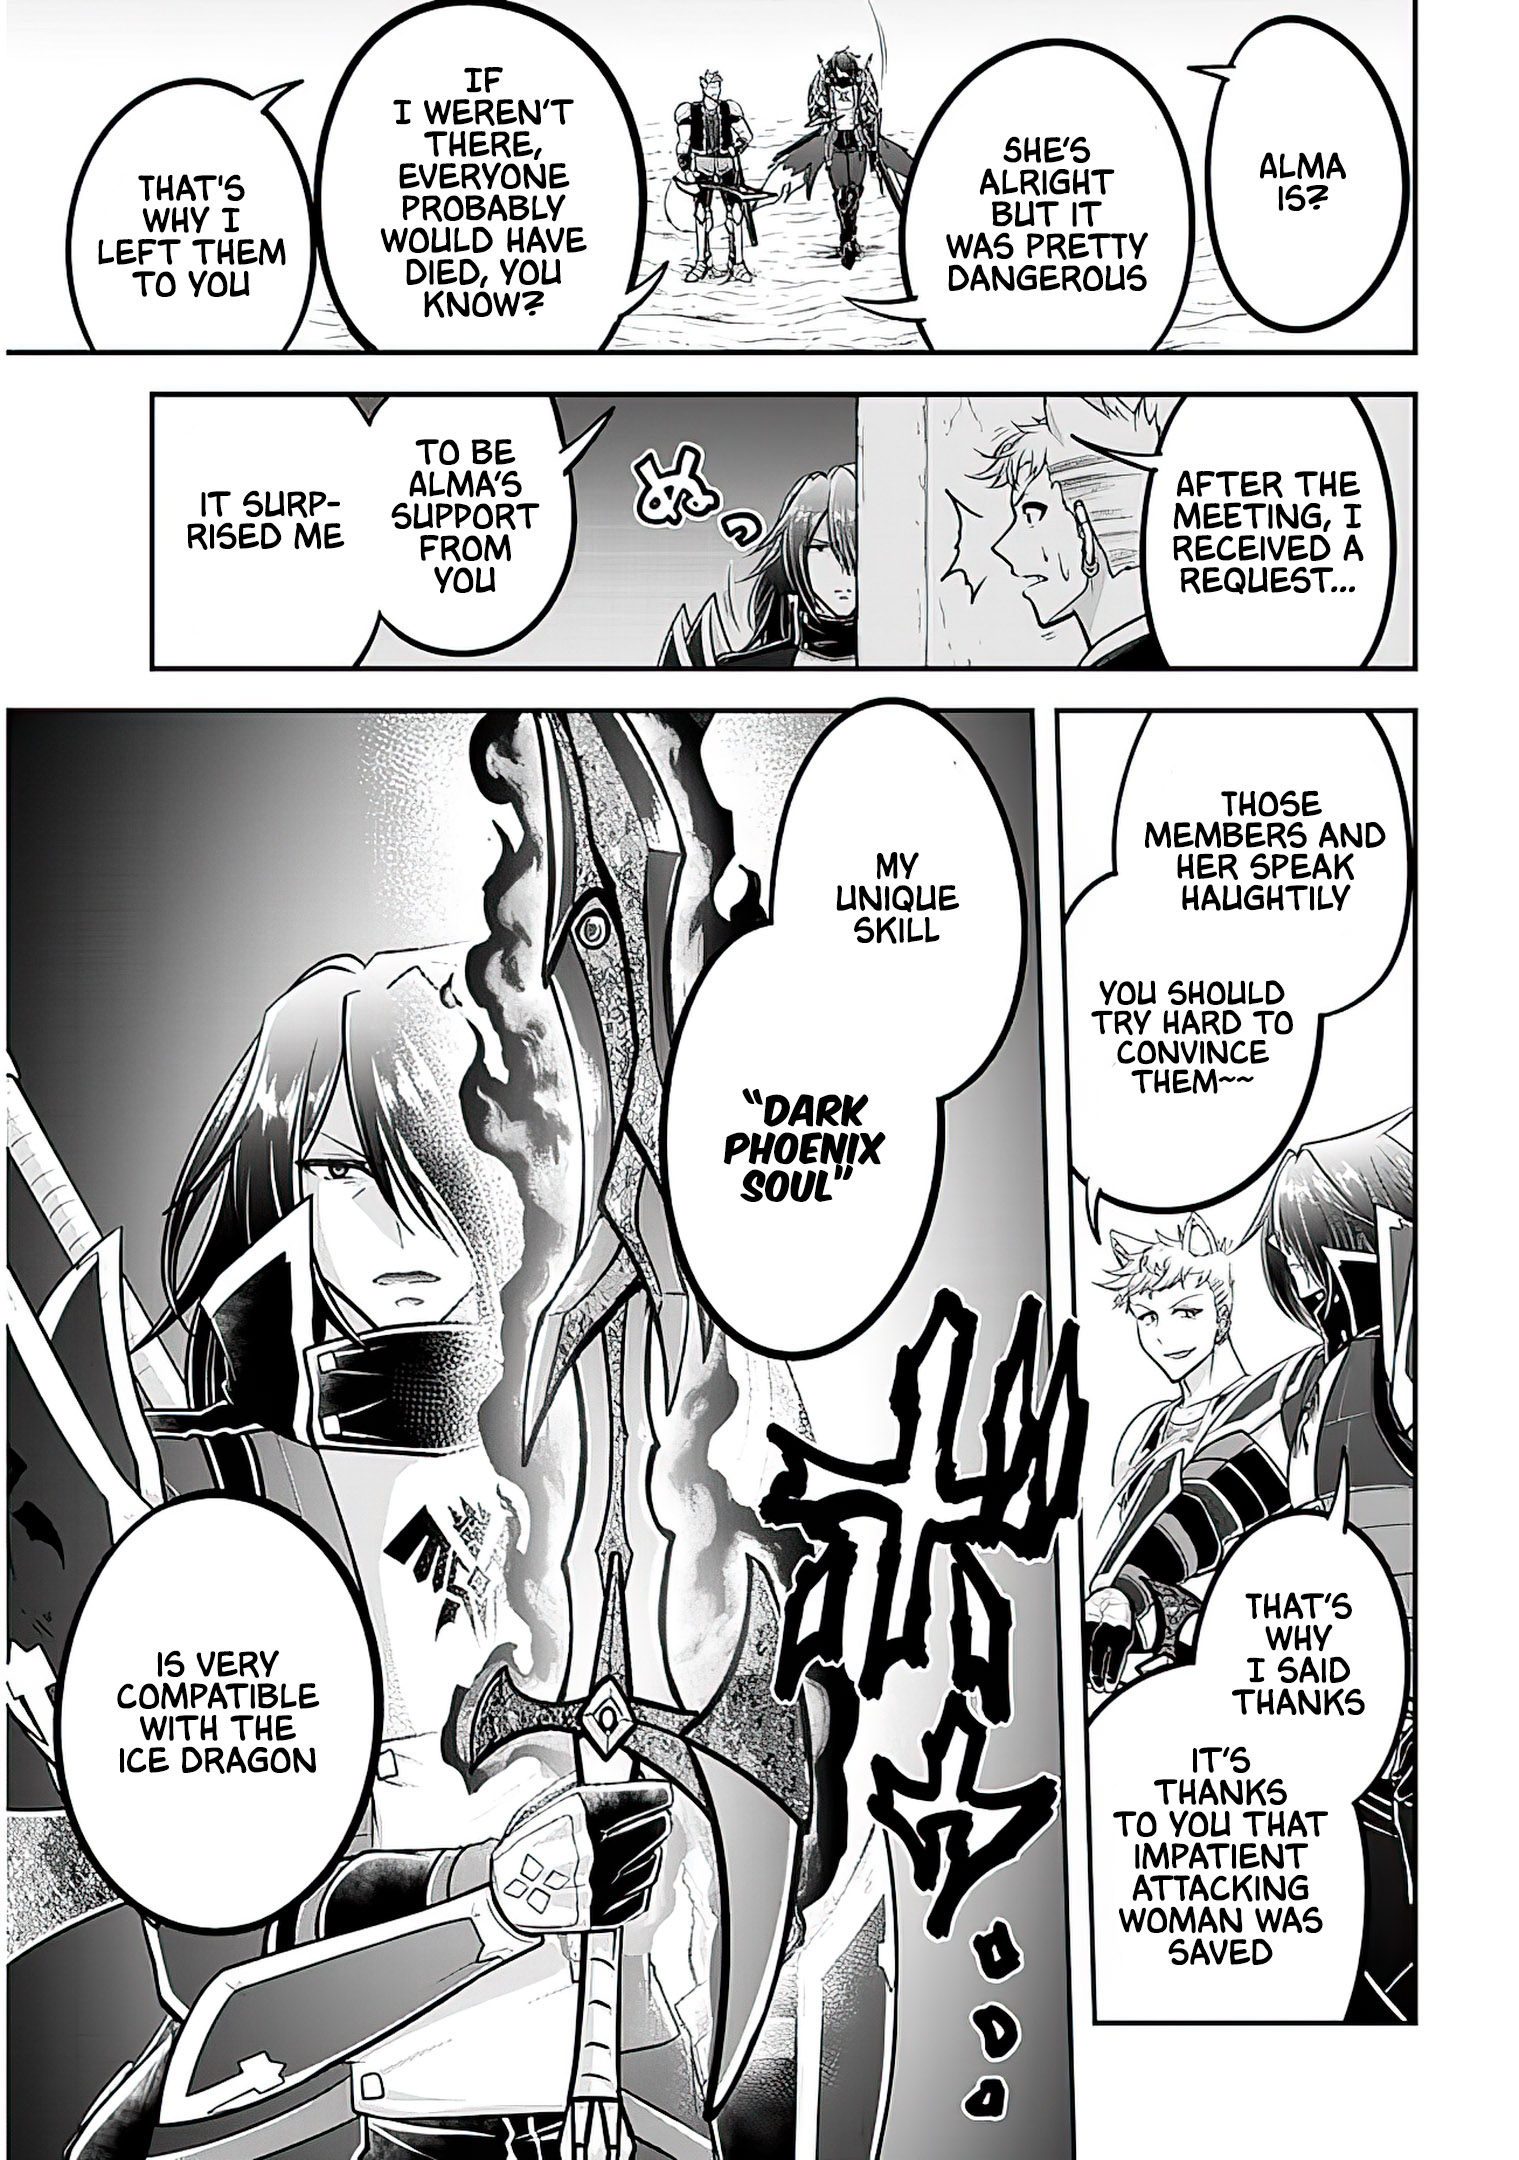 ALMA
IS?
SHE'S
ALRIGHT
BUT IT
WAS PRETTY
DANGEROUS
IF
I WEREN'T
THERE,
EVERYONE
PROBABLY
WOULD HAVE
DIED, YOU
KNOW?
THAT'S
WHY I
LEFT THEM
TO YOU
AFTER THE
MEETING, I
RECEIVED A
REQUEST...
ぬっ
TO BE
ALMA'S
SUPPORT
FROM
YOU
IT SURP-
RISED ME
THOSE
MEMBERS AND
HER SPEAK
HAUGHTILY
YOU SHOULD
TRY HARD TO
CONVINCE
THEM~~
THAT'S
WHY
I SAID
THANKS
IT'S
THANKS
TO YOU THAT
IMPATIENT
ATTACKING
WOMAN WAS
SAVED
MY
UNIQUE
SKILL
"DARK
PHOENIX
SOUL"
IS VERY
COMPATIBLE
WITH THE
ICE DRAGON